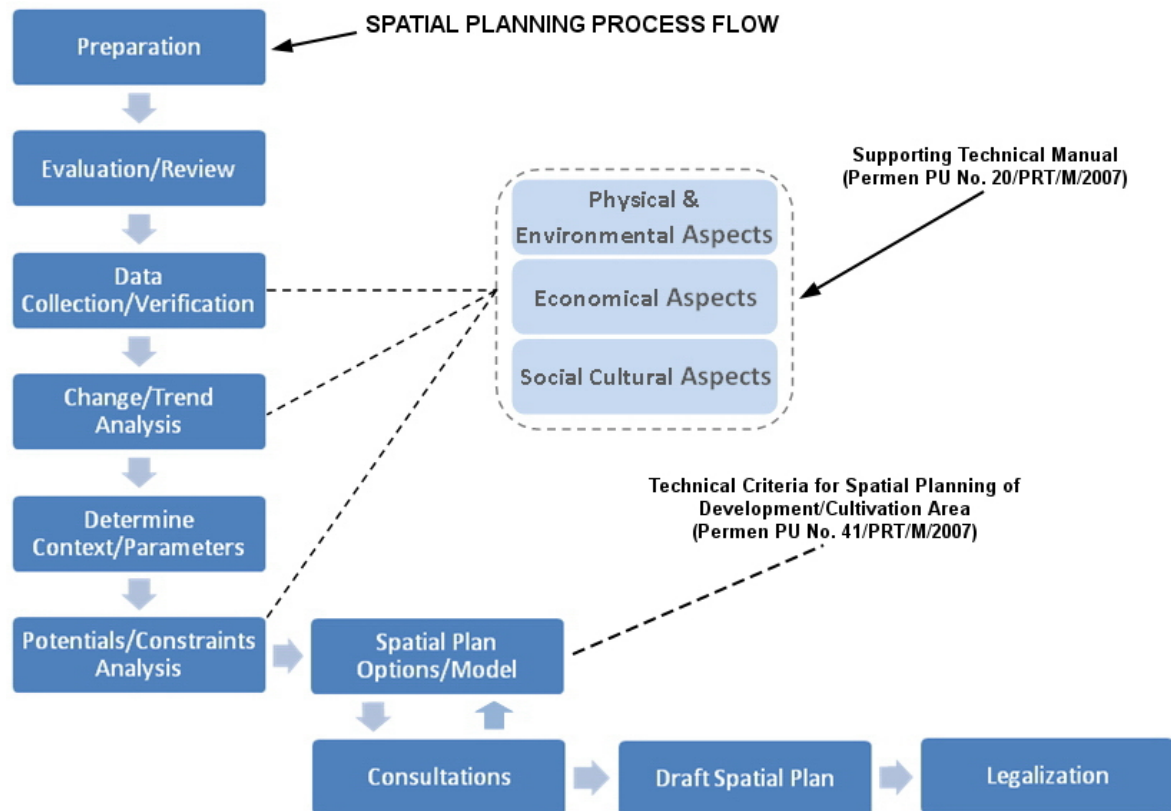 SPATIAL PLANNING PROCESS FLOW
Preparation
Evaluation/Review
Data
Collection/Verification
Change/Trend
Analysis
Determine
Context/Parameters
Potentials/Constraints
Analysis
Physical &
Environmental Aspects
Economical Aspects
Social Cultural Aspects
Supporting Technical Manual
(Permen PU No. 20/PRT/M/2007)
Technical Criteria for Spatial Planning of
Development/Cultivation Area
(Permen PU No. 41/PRT/M/2007)
Spatial Plan
Options/Model
Consultations
Draft Spatial Plan
Legalization